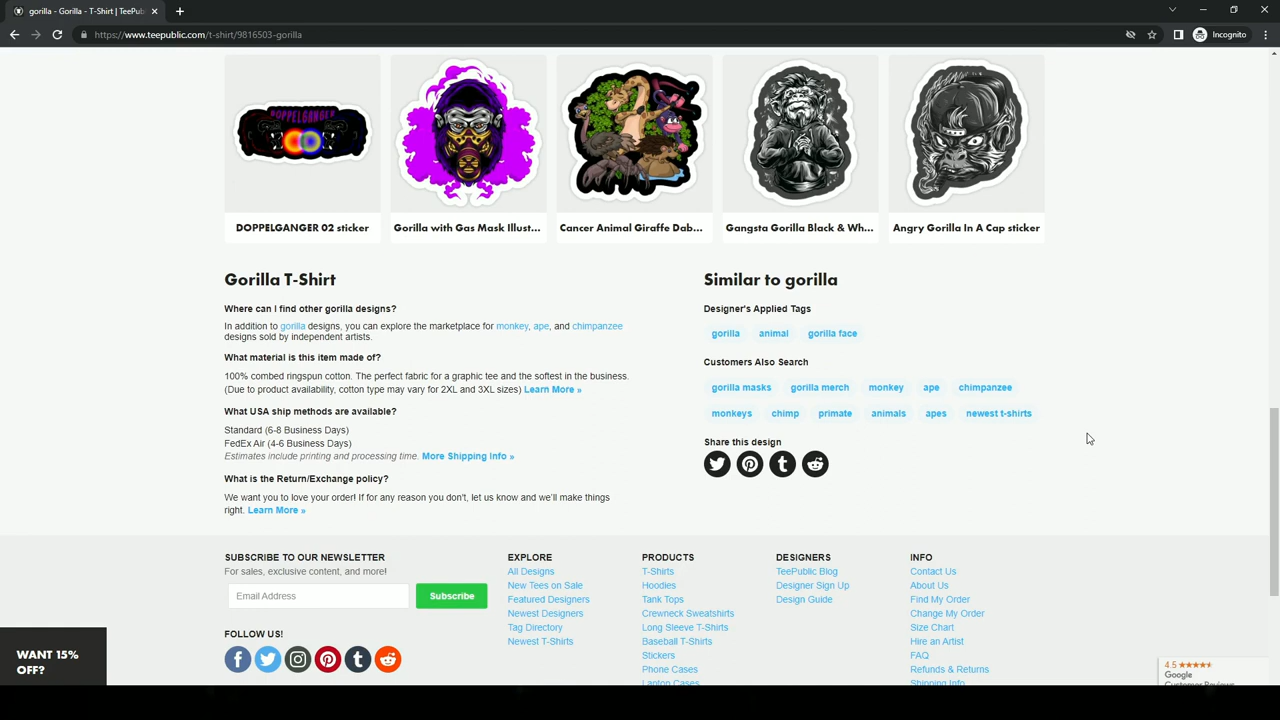 gorilla - Gorilla - T-Shirt | TeePubl
https://www.teepublic.com/t-shirt/9816503-gorilla
Incognito
DOPPELGANGER
DOPPELGANGER 02 sticker
Gorilla with Gas Mask Illust...
Cancer Animal Giraffe Dab...
Gangsta Gorilla Black & Wh...
Angry Gorilla In A Cap sticker
Gorilla T-Shirt
Where can I find other gorilla designs?
In addition to gorilla designs, you can explore the marketplace for monkey, ape, and chimpanzee
designs sold by independent artists.
What material is this item made of?
100% combed ringspun cotton. The perfect fabric for a graphic tee and the softest in the business.
(Due to product availability, cotton type may vary for 2XL and 3XL sizes) Learn More »
What USA ship methods are available?
Standard (6-8 Business Days)
FedEx Air (4-6 Business Days)
Estimates include printing and processing time. More Shipping Info »
What is the Return/Exchange policy?
We want you to love your order! If for any reason you don't, let us know and we'll make things
right. Learn More »
Similar to gorilla
Designer's Applied Tags
gorilla animal gorilla face
Customers Also Search
gorilla masks gorilla merch monkey ape chimpanzee
monkeys chimp primate animals apes newest t-shirts
Share this design
SUBSCRIBE TO OUR NEWSLETTER
For sales, exclusive content, and more!
Email Address
Subscribe
FOLLOW US!
EXPLORE
All Designs
New Tees on Sale
Featured Designers
Newest Designers
Tag Directory
Newest T-Shirts
PRODUCTS
T-Shirts
Hoodies
Tank Tops
Crewneck Sweatshirts
Long Sleeve T-Shirts
Baseball T-Shirts
Stickers
Phone Cases
Laptop Cases
DESIGNERS
TeePublic Blog
Designer Sign Up
Design Guide
INFO
Contact Us
About Us
Find My Order
Change My Order
Size Chart
Hire an Artist
FAQ
Refunds & Returns
Shipping Info
WANT 15%
OFF?
4.5
Google
Customer Reviews